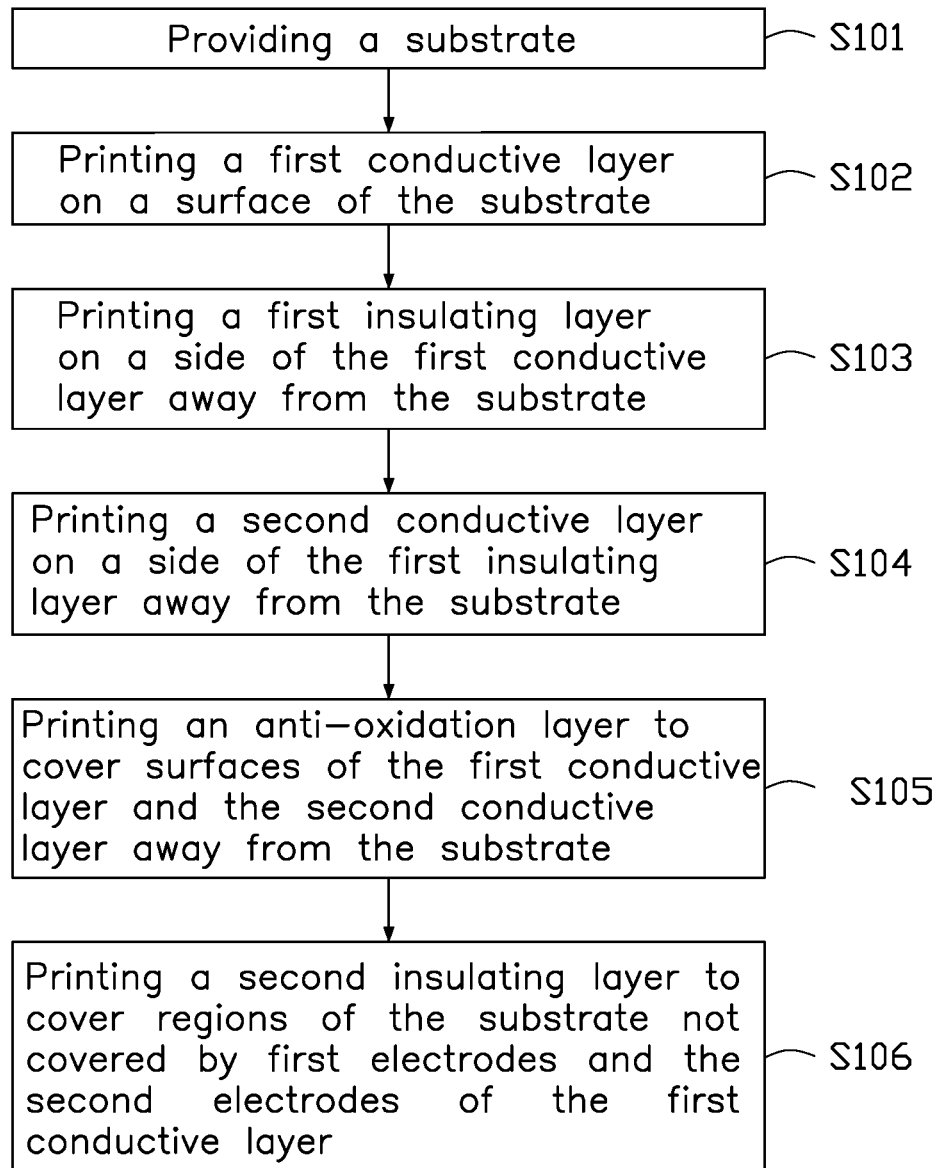 Providing a substrate
S101
Printing a first conductive layer
on a surface of the substrate
S102
Printing a first insulating layer
on a side of the first conductive
layer away from the substrate
S103
Printing a second conductive layer
on a side of the first insulating
layer away from the substrate
S104
Printing an anti-oxidation layer to
cover surfaces of the first conductive
layer and the second conductive
layer away from the substrate
S105
Printing a second insulating layer to
cover regions of the substrate not
covered by first electrodes and the
second electrodes of the first
conductive layer
S106